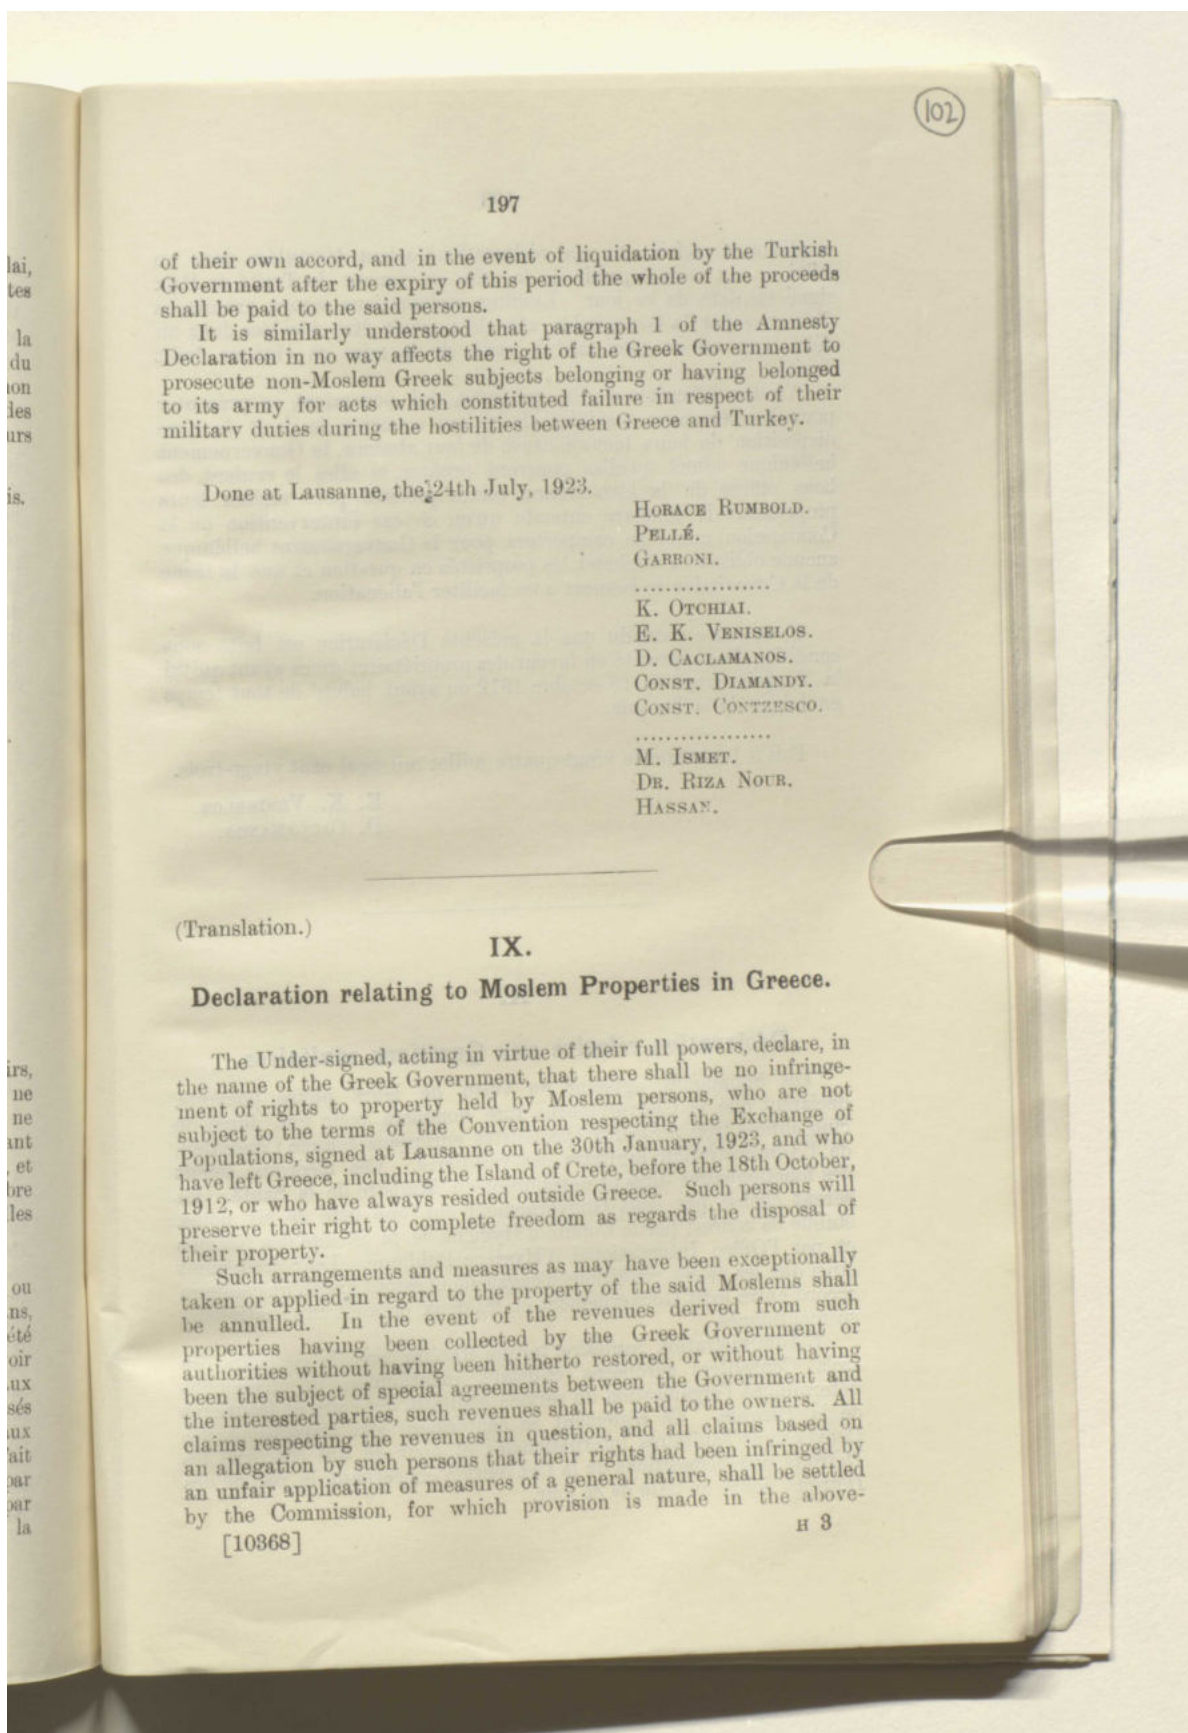 102
197
of their own accord, and in the event of liquidation by the Turkish
Government after the expiry of this period the whole of the proceeds
shall be paid to the said persons.
It is similarly understood that paragraph 1 of the Amnesty
Declaration in no way affects the right of the Greek Government to
prosecute non-Moslem Greek subjects belonging or having belonged
to its army for acts which constituted failure in respect of their
military duties during the hostilities between Greece and Turkey.
Done at Lausanne, the 24th July, 1923.
HORACE RUMBOLD.
PELLÉ.
GARRONI.
.................
K. OTCHIAI.
E. K. VENISELOS.
D. CACLAMANOS.
CONST. DIAMANDY.
CONST. CONTZESCO.
.................
M. ISMET.
DR. RIZA NOUR.
HASSAN.
(Translation.)
IX.
Declaration relating to Moslem Properties in Greece.
The Under-signed, acting in virtue of their full powers, declare, in
the name of the Greek Government, that there shall be no infringe-
ment of rights to property held by Moslem persons, who are not
subject to the terms of the Convention respecting the Exchange of
Populations, signed at Lausanne on the 30th January, 1923, and who
have left Greece, including the Island of Crete, before the 18th October,
1912, or who have always resided outside Greece. Such persons will
preserve their right to complete freedom as regards the disposal of
their property.
Such arrangements and measures as may have been exceptionally
taken or applied in regard to the property of the said Moslems shall
be annulled. In the event of the revenues derived from such
properties having been collected by the Greek Government or
authorities without having been hitherto restored, or without having
been the subject of special agreements between the Government and
the interested parties, such revenues shall be paid to the owners. All
claims respecting the revenues in question, and all claims based on
an allegation by such persons that their rights had been infringed by
an unfair application of measures of a general nature, shall be settled
by the Commission, for which provision is made in the above-
[10368] H 3